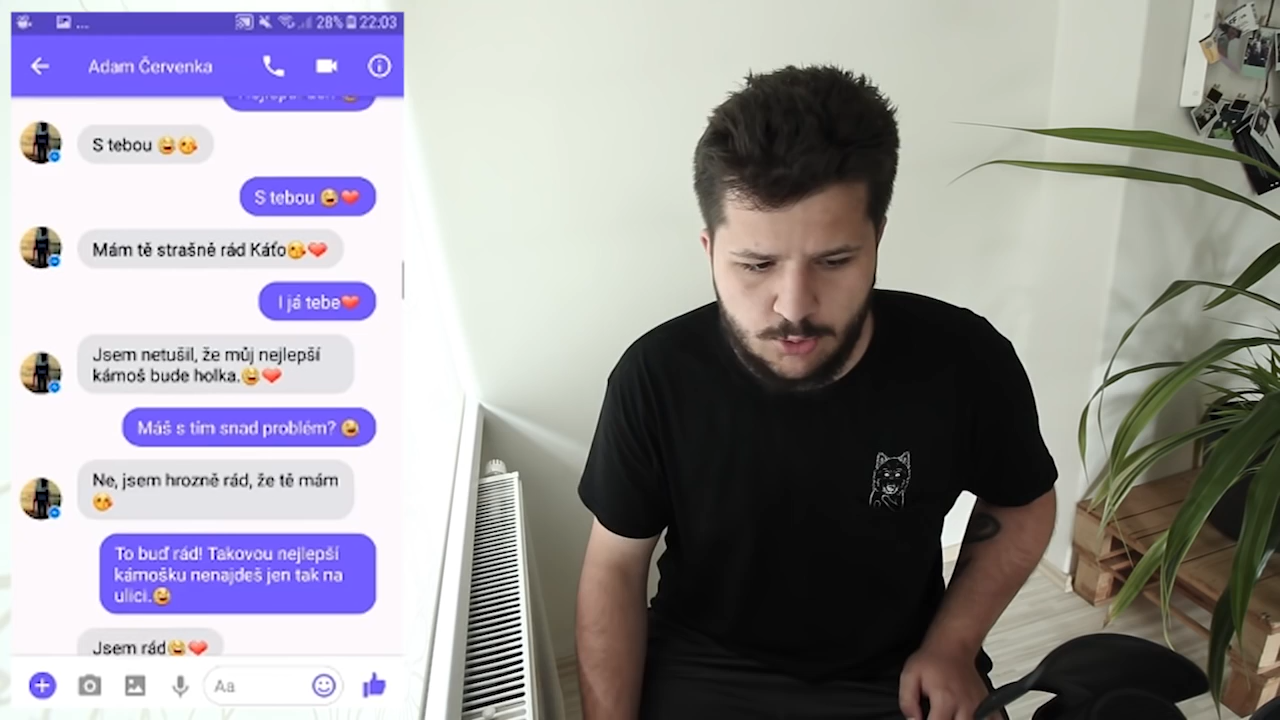 28% 22:03
Adam Červenka
S tebou 😆😘
S tebou 😆❤️
Mám tě strašně rád Káťo😘❤️
I já tebe❤️
Jsem netušil, že můj nejlepší
kámoš bude holka.😆❤️
Máš s tím snad problém? 😆
Ne, jsem hrozně rád, že tě mám
😘
To buď rád! Takovou nejlepší
kámošku nenajdeš jen tak na
ulici.😆
Jsem rád😆❤️
Aa